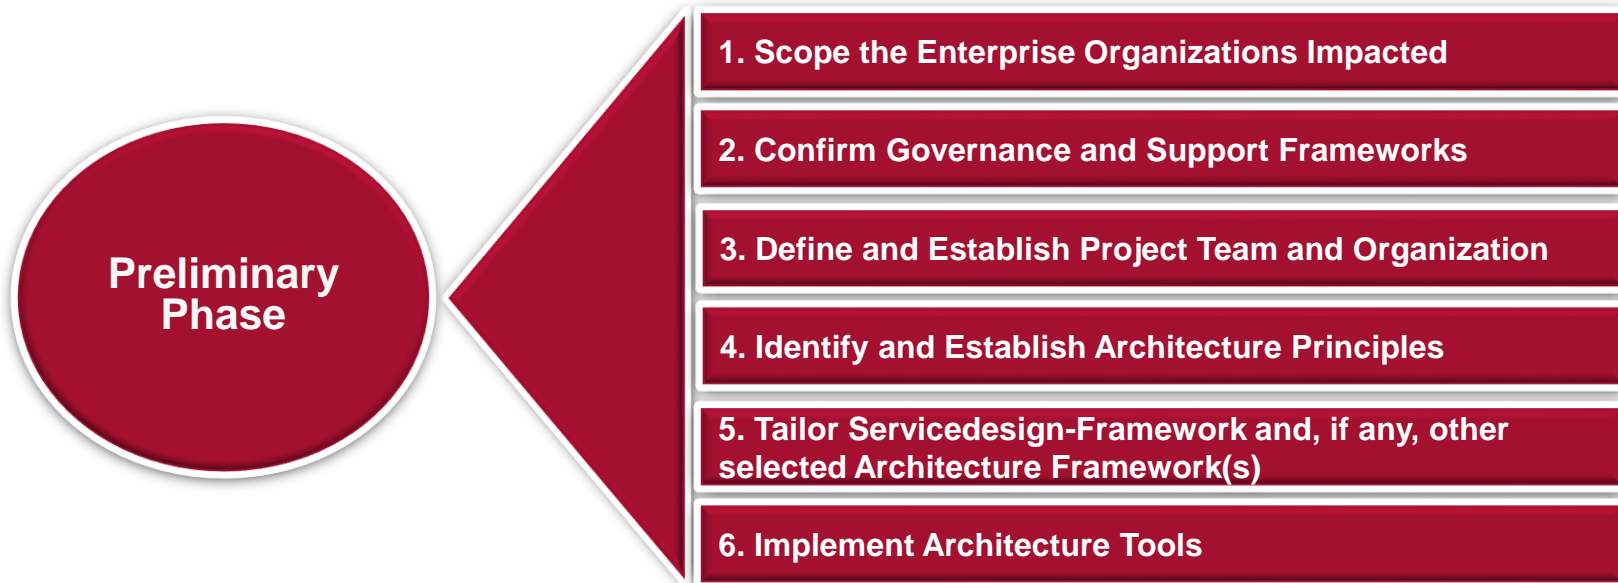 Preliminary
Phase
1. Scope the Enterprise Organizations Impacted
2. Confirm Governance and Support Frameworks
3. Define and Establish Project Team and Organization
4. Identify and Establish Architecture Principles
5. Tailor Servicedesign-Framework and, if any, other
selected Architecture Framework(s)
6. Implement Architecture Tools